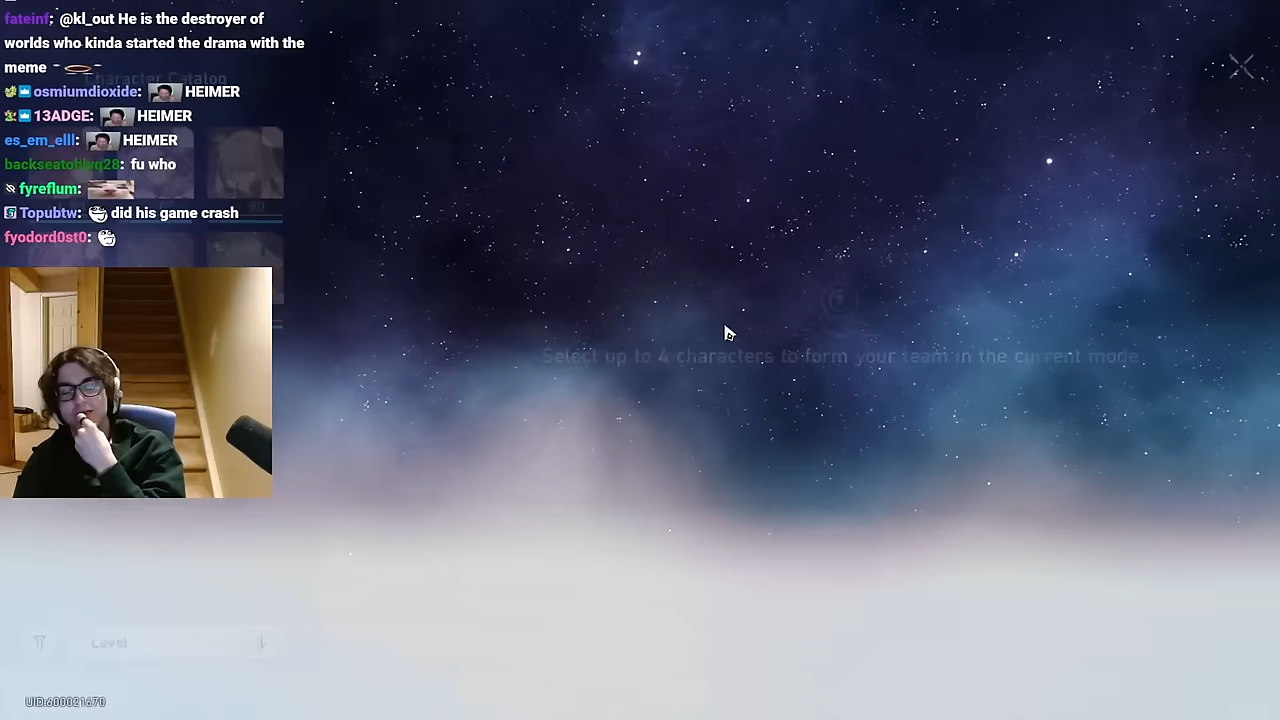 fateinf: @kl_out He is the destroyer of
worlds who kinda started the drama with the
meme
Character Catalog
osmiumdioxide: HEIMER
13ADGE: HEIMER
es_em_elll: HEIMER
fu who
fyreflum:
Topubtw: did his game crash
fyodord0st0:
Select up to 4 characters to form your team in the current mode
Level
UID:600021670